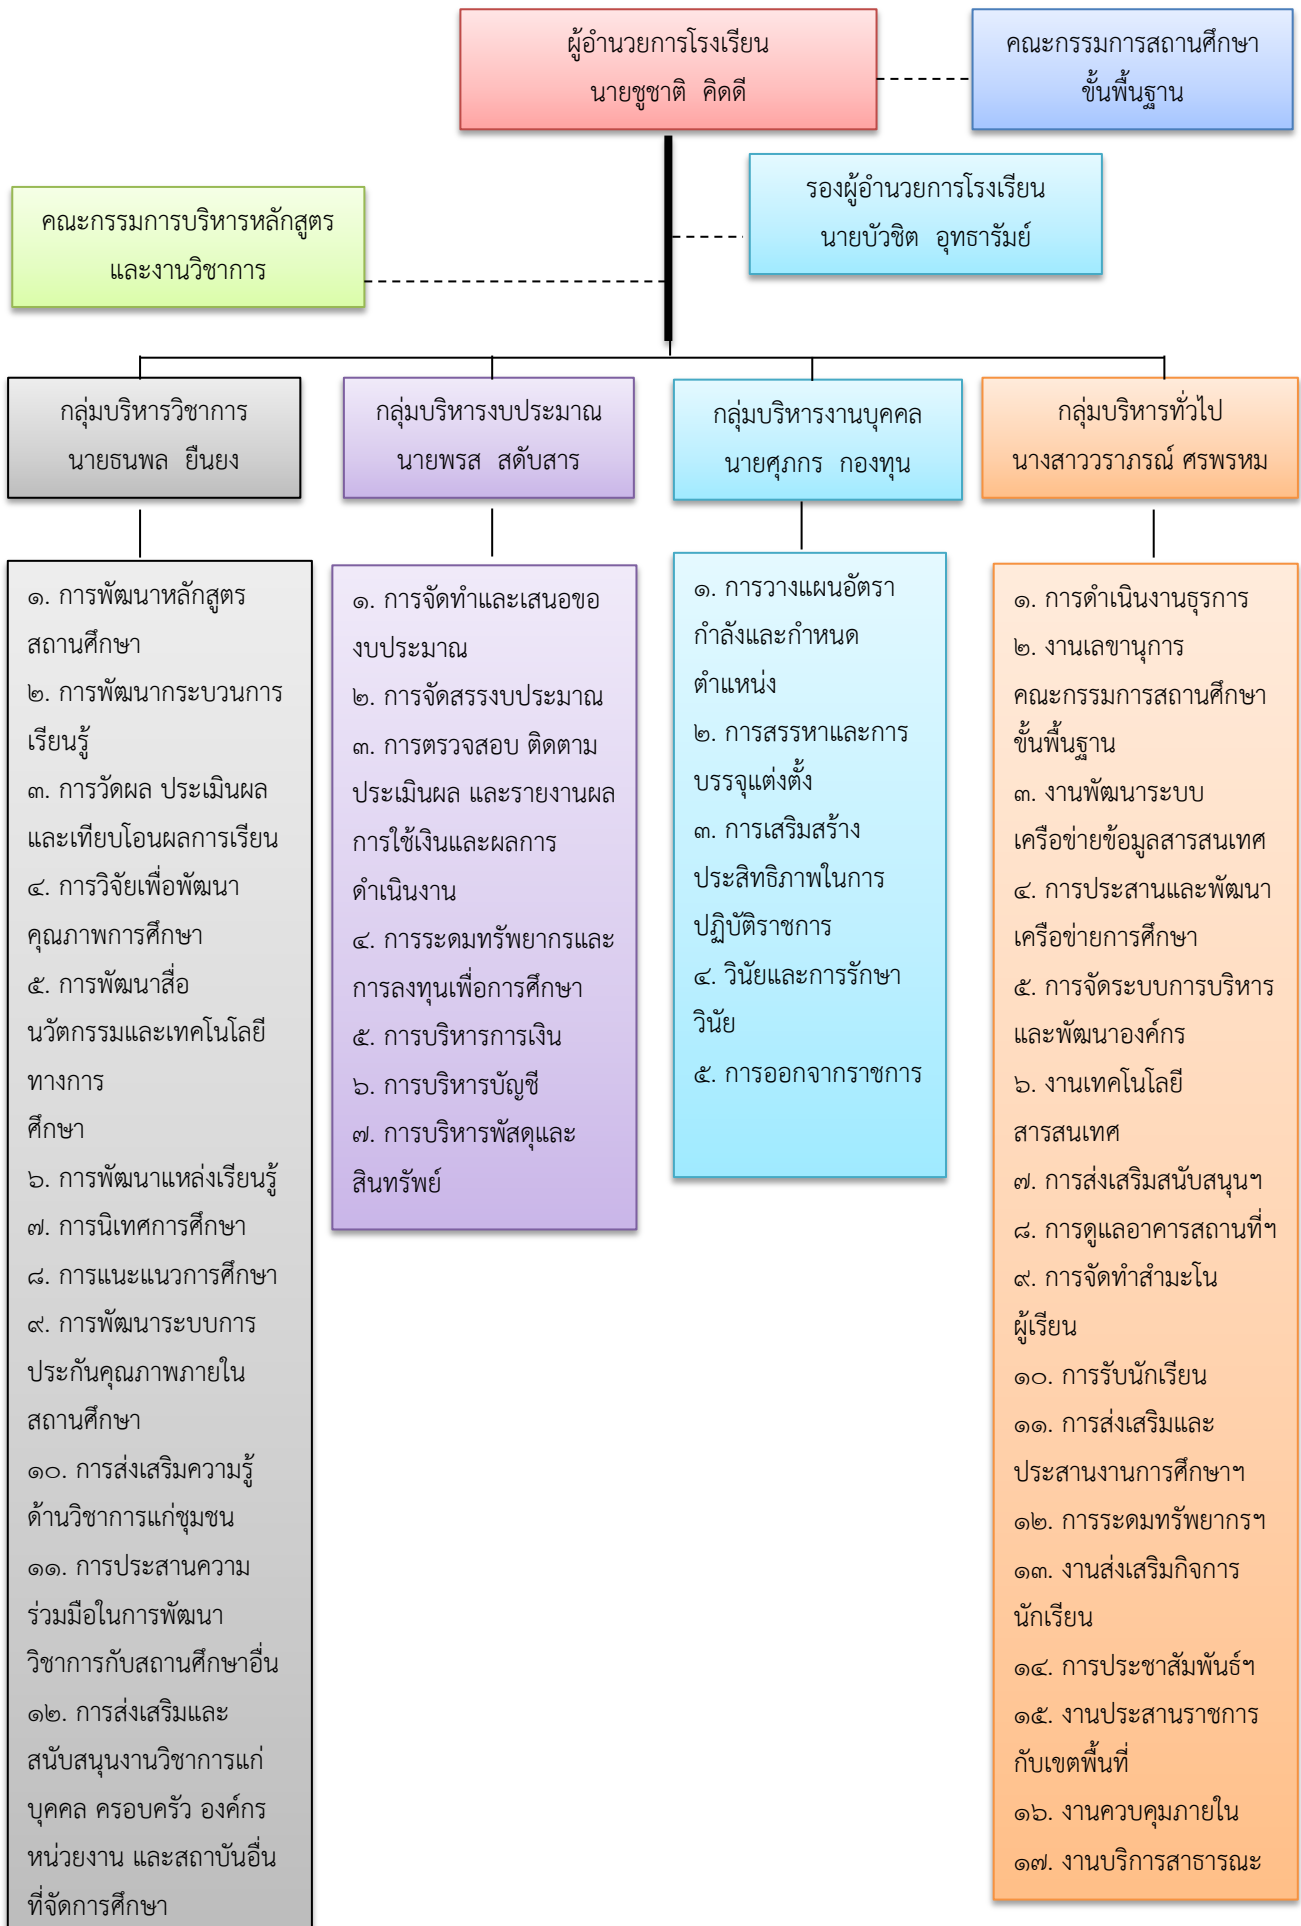 ผู้อำนวยการโรงเรียน
นายชูชาติ คิดดี
คณะกรรมการสถานศึกษา
ขั้นพื้นฐาน
รองผู้อำนวยการโรงเรียน
นายบัวชิต อุทธารัมย์
คณะกรรมการบริหารหลักสูตร
และงานวิชาการ
กลุ่มบริหารวิชาการ
นายธนพล ยืนยง
กลุ่มบริหารงบประมาณ
นายพรส สดับสาร
กลุ่มบริหารงานบุคคล
นายศุภกร กองทุน
กลุ่มบริหารทั่วไป
นางสาววราภรณ์ ศรพรหม
๑. การพัฒนาหลักสูตร
สถานศึกษา
๒. การพัฒนากระบวนการ
เรียนรู้
๓. การวัดผล ประเมินผล
และเทียบโอนผลการเรียน
๔. การวิจัยเพื่อพัฒนา
คุณภาพการศึกษา
๕. การพัฒนาสื่อ
นวัตกรรมและเทคโนโลยี
ทางการ
ศึกษา
๖. การพัฒนาแหล่งเรียนรู้
๗. การนิเทศการศึกษา
๘. การแนะแนวการศึกษา
๙. การพัฒนาระบบการ
ประกันคุณภาพภายใน
สถานศึกษา
๑๐. การส่งเสริมความรู้
ด้านวิชาการแก่ชุมชน
๑๑. การประสานความ
ร่วมมือในการพัฒนา
วิชาการกับสถานศึกษาอื่น
๑๒. การส่งเสริมและ
สนับสนุนงานวิชาการแก่
บุคคล ครอบครัว องค์กร
หน่วยงาน และสถาบันอื่น
ที่จัดการศึกษา
๑. การจัดทำและเสนอขอ
งบประมาณ
๒. การจัดสรรงบประมาณ
๓. การตรวจสอบ ติดตาม
ประเมินผล และรายงานผล
การใช้เงินและผลการ
ดำเนินงาน
๔. การระดมทรัพยากรและ
การลงทุนเพื่อการศึกษา
๕. การบริหารการเงิน
๖. การบริหารบัญชี
๗. การบริหารพัสดุและ
สินทรัพย์
๑. การวางแผนอัตรา
กำลังและกำหนด
ตำแหน่ง
๒. การสรรหาและการ
บรรจุแต่งตั้ง
๓. การเสริมสร้าง
ประสิทธิภาพในการ
ปฏิบัติราชการ
๔. วินัยและการรักษา
วินัย
๕. การออกจากราชการ
๑. การดำเนินงานธุรการ
๒. งานเลขานุการ
คณะกรรมการสถานศึกษา
ขั้นพื้นฐาน
๓. งานพัฒนาระบบ
เครือข่ายข้อมูลสารสนเทศ
๔. การประสานและพัฒนา
เครือข่ายการศึกษา
๕. การจัดระบบการบริหาร
และพัฒนาองค์กร
๖. งานเทคโนโลยี
สารสนเทศ
๗. การส่งเสริมสนับสนุนฯ
๘. การดูแลอาคารสถานที่ฯ
๙. การจัดทำสำมะโน
ผู้เรียน
๑๐. การรับนักเรียน
๑๑. การส่งเสริมและ
ประสานงานการศึกษาฯ
๑๒. การระดมทรัพยากรฯ
๑๓. งานส่งเสริมกิจการ
นักเรียน
๑๔. การประชาสัมพันธ์ฯ
๑๕. งานประสานราชการ
กับเขตพื้นที่
๑๖. งานควบคุมภายใน
๑๗. งานบริการสาธารณะ